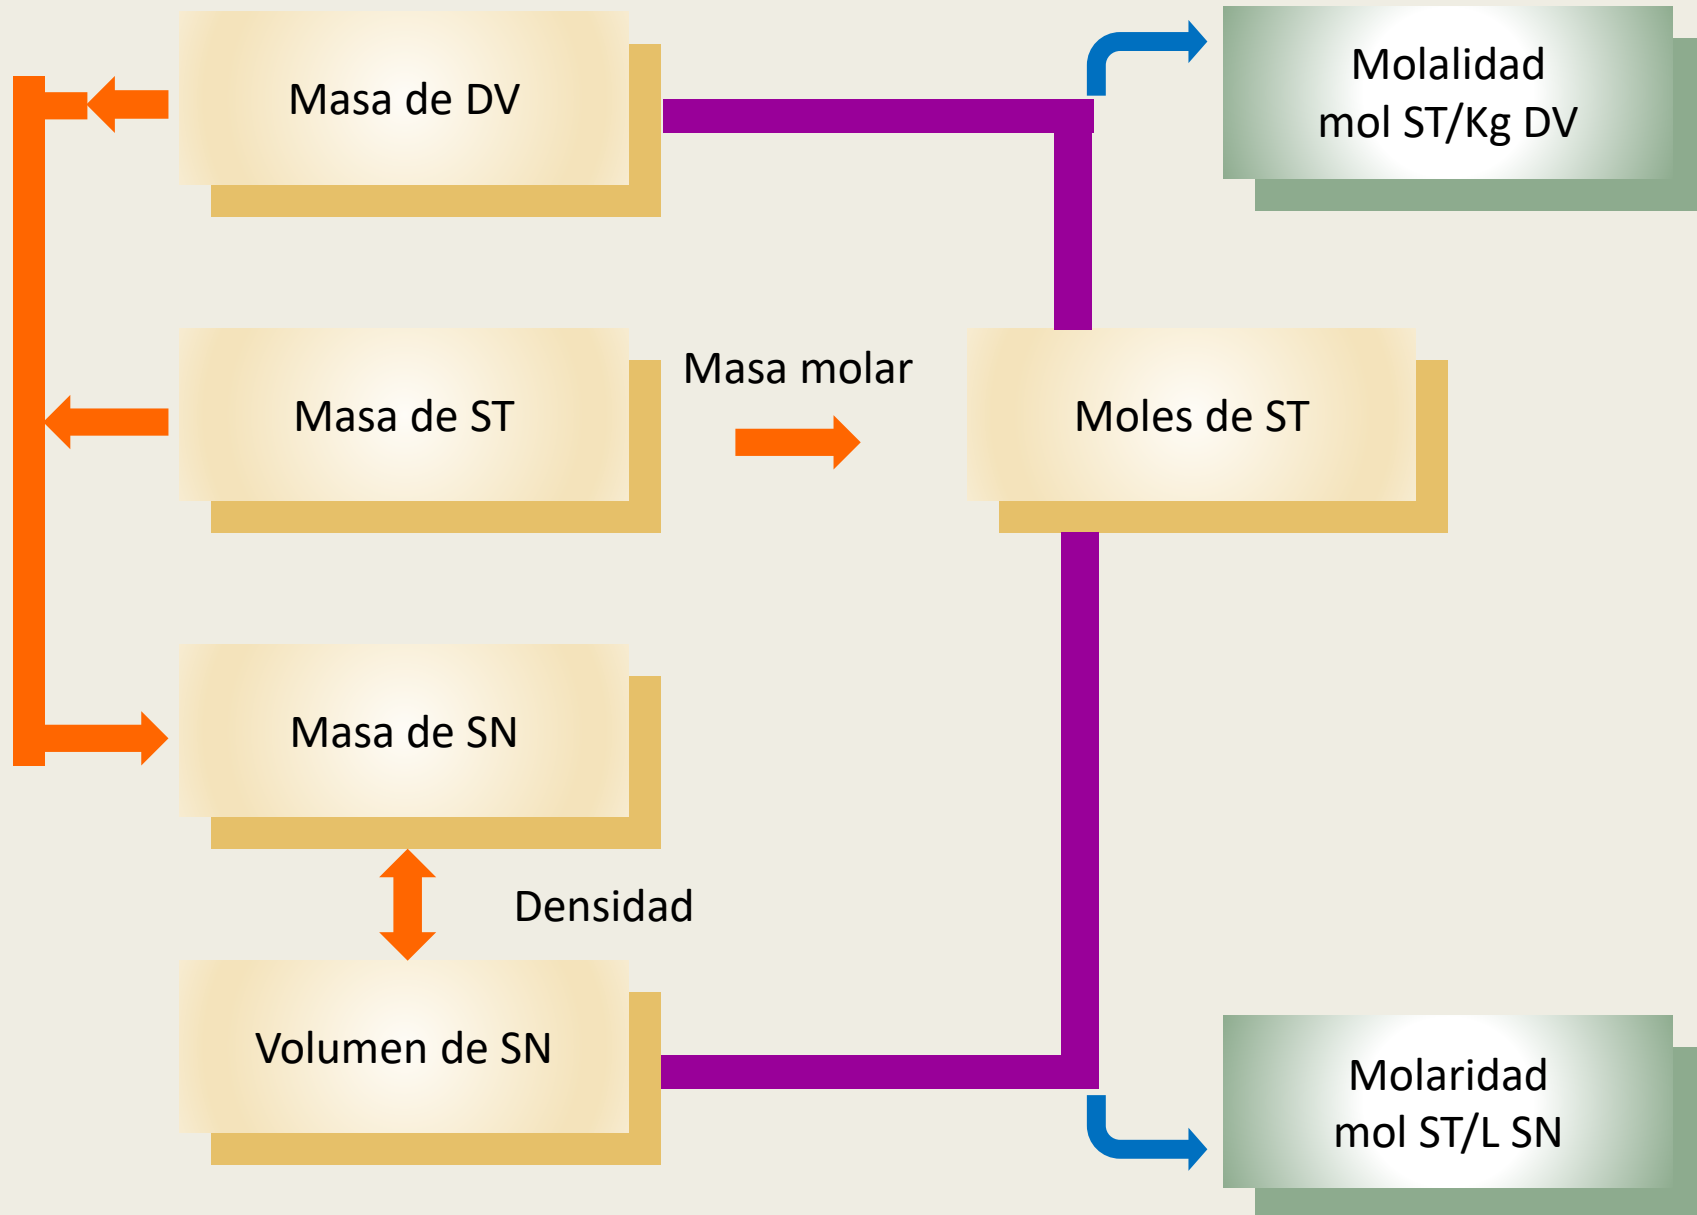 Masa de DV
Molalidad
mol ST/Kg DV
Masa de ST
Masa molar
Moles de ST
Masa de SN
Densidad
Volumen de SN
Molaridad
mol ST/L SN